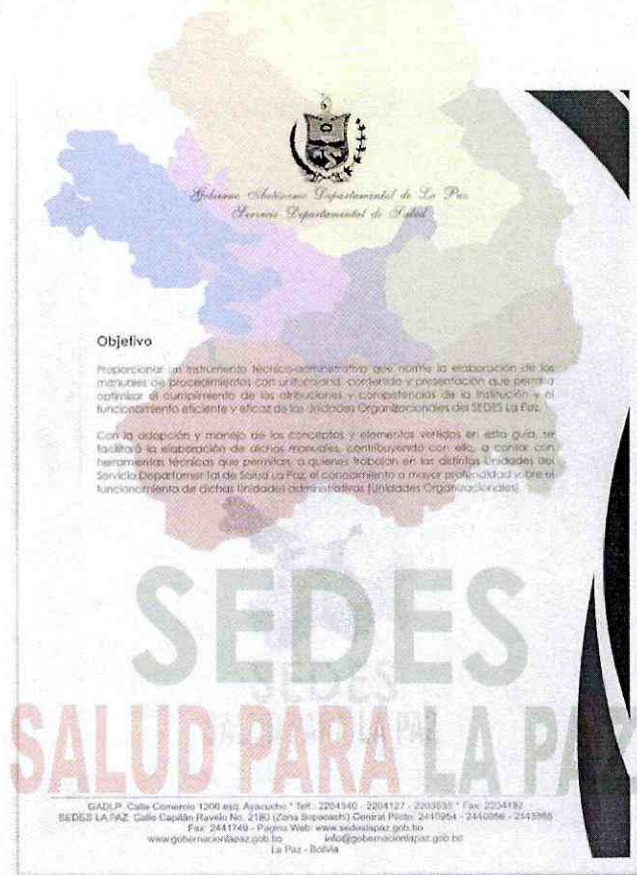 Gobierno Autónomo Departamental de La Paz
Servicio Departamental de Salud
Objetivo
Proporcionar un instrumento técnico-administrativo que norme la elaboración de los
manuales de procedimientos con uniformidad, contenido y presentación que permita
optimizar el cumplimiento de las atribuciones y competencias de la Institución y el
funcionamiento eficiente y eficaz de las Unidades Organizacionales del SEDES La Paz.
Con la adopción y manejo de los conceptos y elementos vertidos en esta guía, se
facilitará la elaboración de dichos manuales, contribuyendo con ello, a contar con
herramientas técnicas que permitan, a quienes trabajan en las distintas Unidades del
Servicio Departamental de Salud La Paz, el conocimiento a mayor profundidad sobre el
funcionamiento de dichas Unidades administrativas (Unidades Organizacionales)
SEDES
SEDES
SALUD PARA LA PAZ
GADLP. Calle Comercio 1200 esq. Ayacucho * Telf.: 2204340 - 2204127 - 2203535 * Fax: 2204182
SEDES LA PAZ: Calle Capitán Ravelo No. 2180 (Zona Sopocachi) Central Piloto: 2440954 - 2440956 -
Fax: 2441749 - Página Web: www.sedeslapaz.gob.bo
www.gobernacionlapaz.gob.bo info@gobernacionlapaz.gob.bo
La Paz - Bolivia